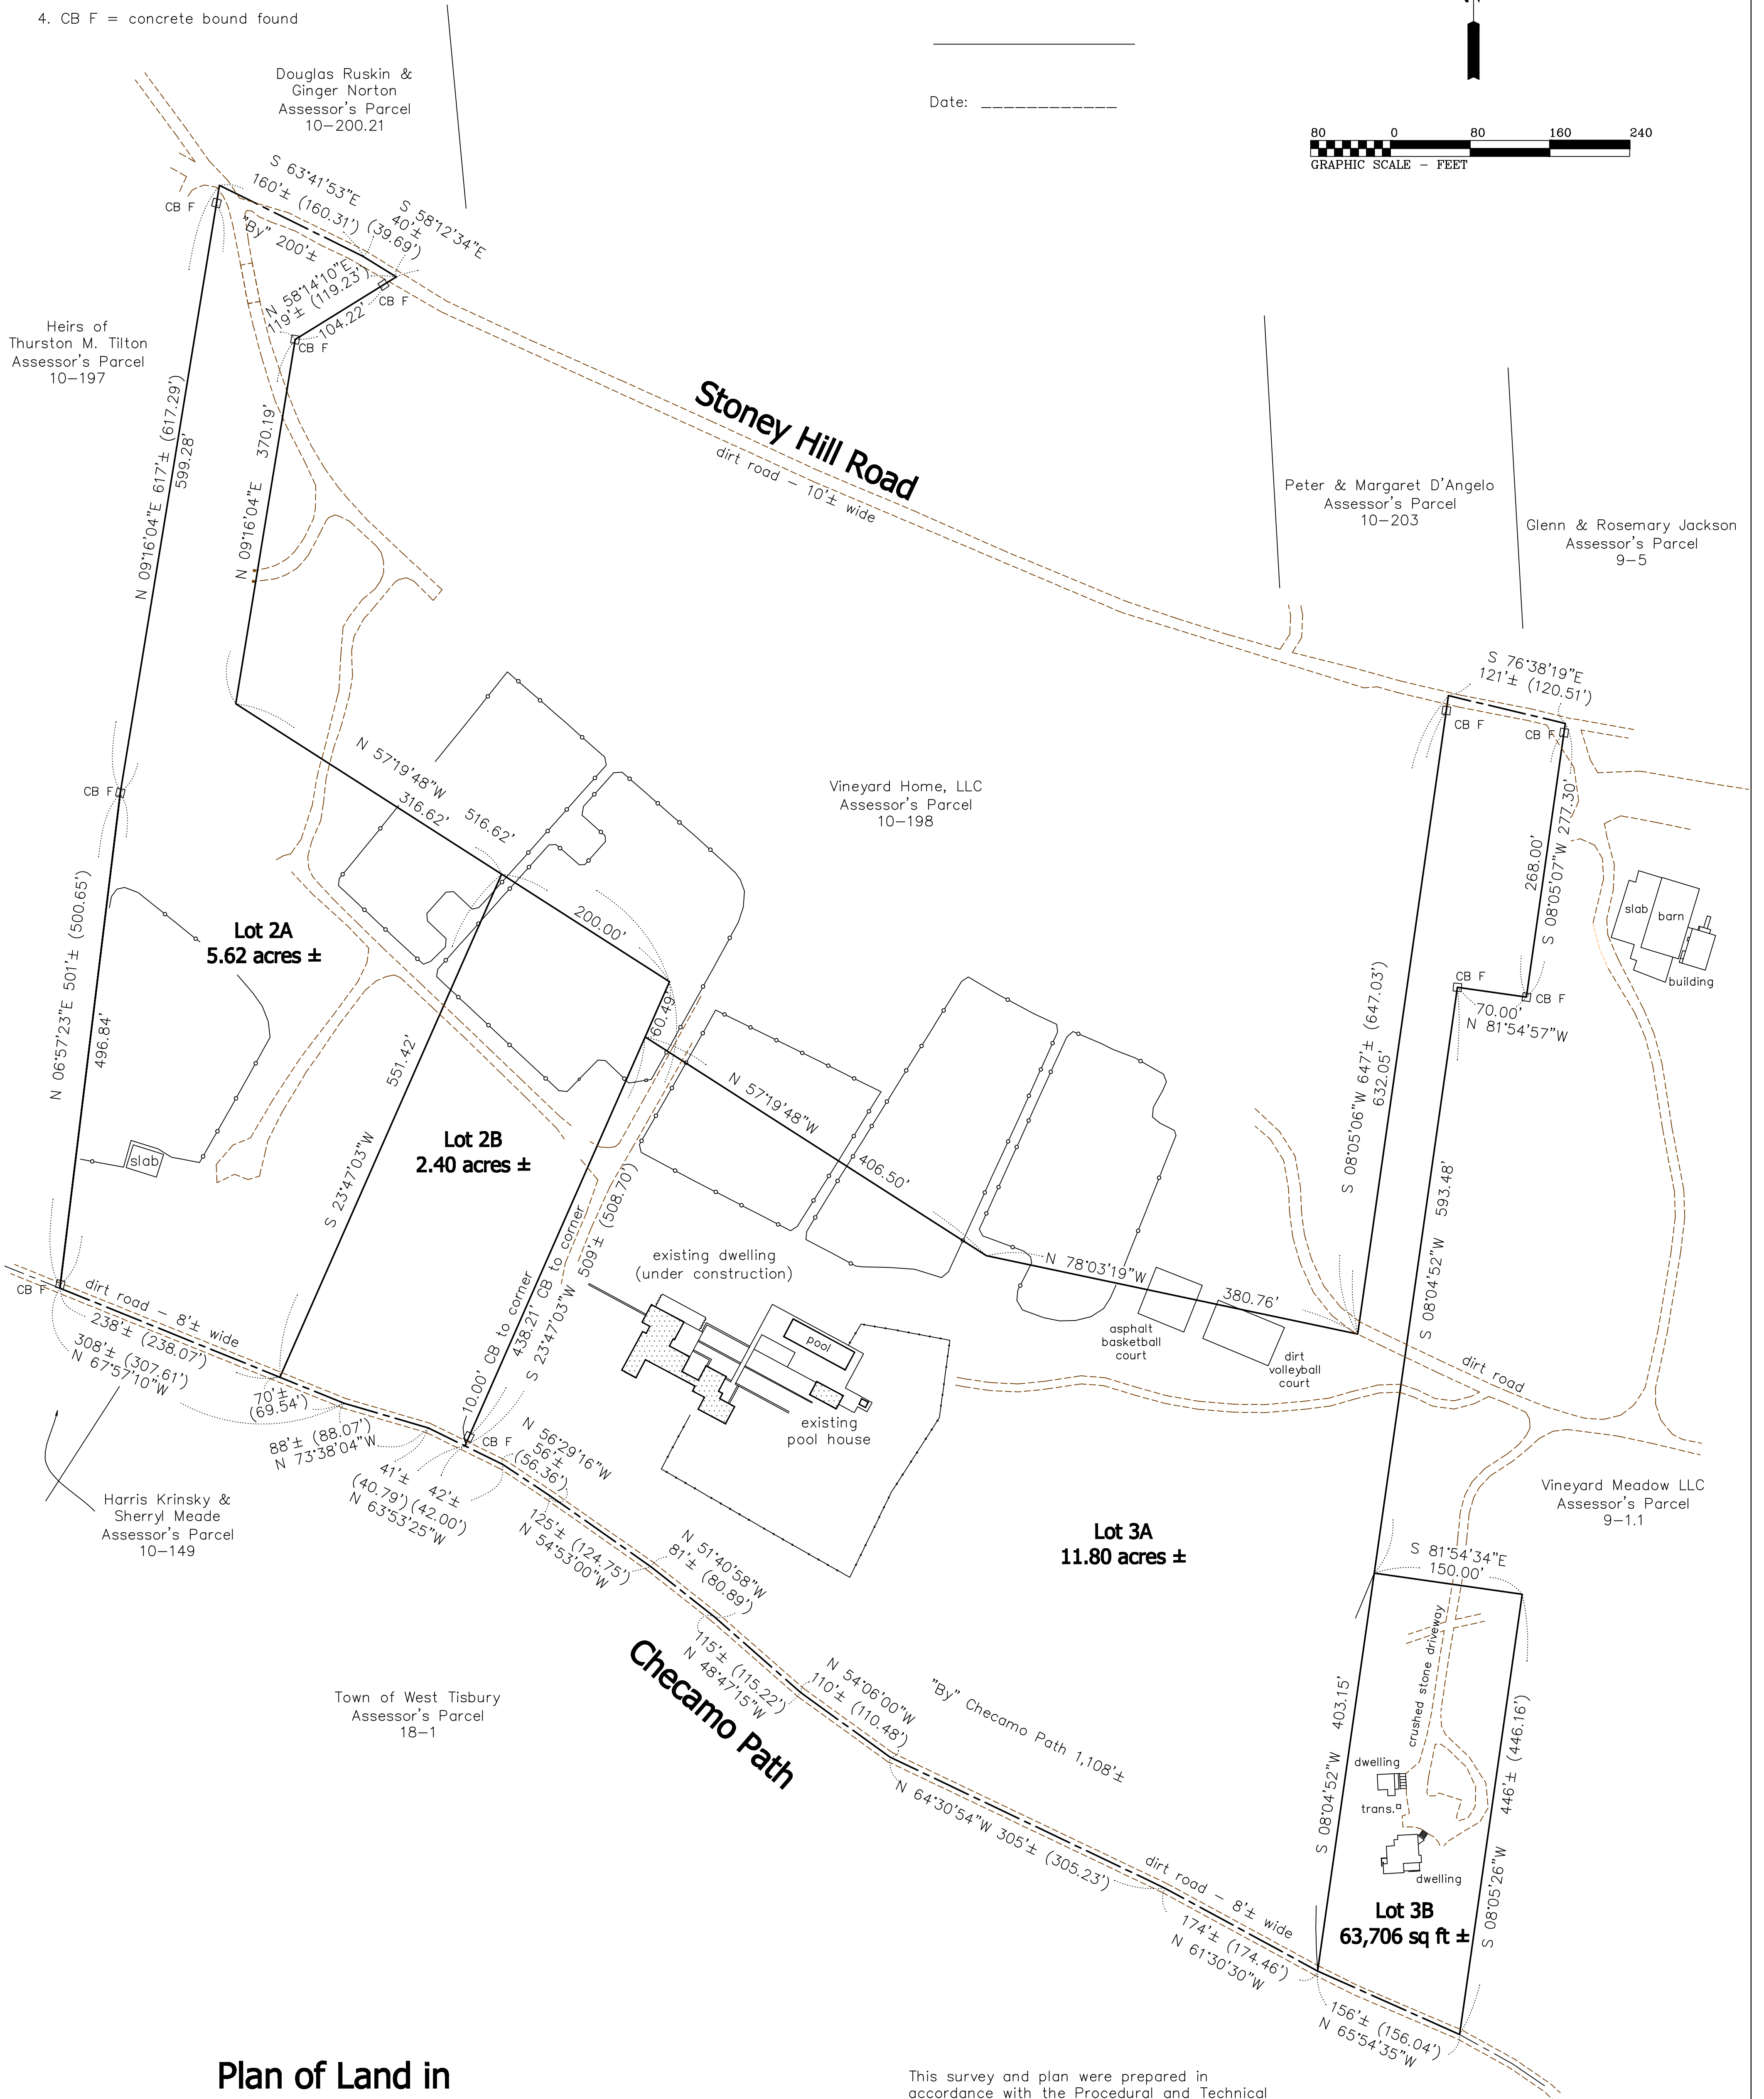 4. CB F = concrete bound found
Douglas Ruskin &
Ginger Norton
Assessor's Parcel
10-200.21
Date: ____________
80 0 80 160 240
GRAPHIC SCALE - FEET
S 63°41'53"E
160'± (160.31')
S 58°12'34"E
40'±
(39.69')
CB F
"By" 200'±
N 58°14'10"E
119'± (119.23')
104.22'
CB F
CB F
Heirs of
Thurston M. Tilton
Assessor's Parcel
10-197
N 09°16'04"E 617'± (617.29')
599.28'
N 09°16'04"E 370.19'
Stoney Hill Road
dirt road - 10'± wide
Peter & Margaret D'Angelo
Assessor's Parcel
10-203
Glenn & Rosemary Jackson
Assessor's Parcel
9-5
S 76°38'19"E
121'± (120.51')
CB F
CB F
N 57°19'48"W
316.62'
516.62'
200.00'
60.49'
CB F
Vineyard Home, LLC
Assessor's Parcel
10-198
268.00'
S 08°05'07"W 277.30'
slab
barn
building
CB F
CB F
70.00'
N 81°54'57"W
Lot 2A
5.62 acres ±
N 06°57'23"E 501'± (500.65')
496.84'
551.42'
S 23°47'03"W
N 57°19'48"W
406.50'
S 08°05'06"W 647'± (647.03')
632.05'
S 08°04'52"W 593.48'
Lot 2B
2.40 acres ±
slab
10.00' CB to corner
438.21' CB to corner
S 23°47'03"W 509'± (508.70')
existing dwelling
(under construction)
pool
existing
pool house
N 78°03'19"W
380.76'
asphalt
basketball
court
dirt
volleyball
court
dirt road
CB F
dirt road - 8'± wide
238'± (238.07')
308'± (307.61')
N 67°57'10"W
70'±
(69.54')
88'± (88.07')
N 73°38'04"W
CB F
41'±
(40.79')
42'±
(42.00')
N 63°53'25"W
N 56°29'16"W
56'±
(56.36')
125'± (124.75')
N 54°53'00"W
N 51°40'58"W
81'± (80.89')
Harris Krinsky &
Sherryl Meade
Assessor's Parcel
10-149
Vineyard Meadow LLC
Assessor's Parcel
9-1.1
Lot 3A
11.80 acres ±
S 81°54'34"E
150.00'
115'± (115.22')
N 48°47'15"W
N 54°06'00"W
110'± (110.48')
"By" Checamo Path 1,108'±
Checamo Path
Town of West Tisbury
Assessor's Parcel
18-1
crushed stone driveway
S 08°04'52"W 403.15'
dwelling
trans.
dwelling
S 08°05'26"W 446'± (446.16')
N 64°30'54"W 305'± (305.23')
dirt road - 8'± wide
Lot 3B
63,706 sq ft ±
174'± (174.46')
N 61°30'30"W
156'± (156.04')
N 65°54'35"W
Plan of Land in
This survey and plan were prepared in
accordance with the Procedural and Technical